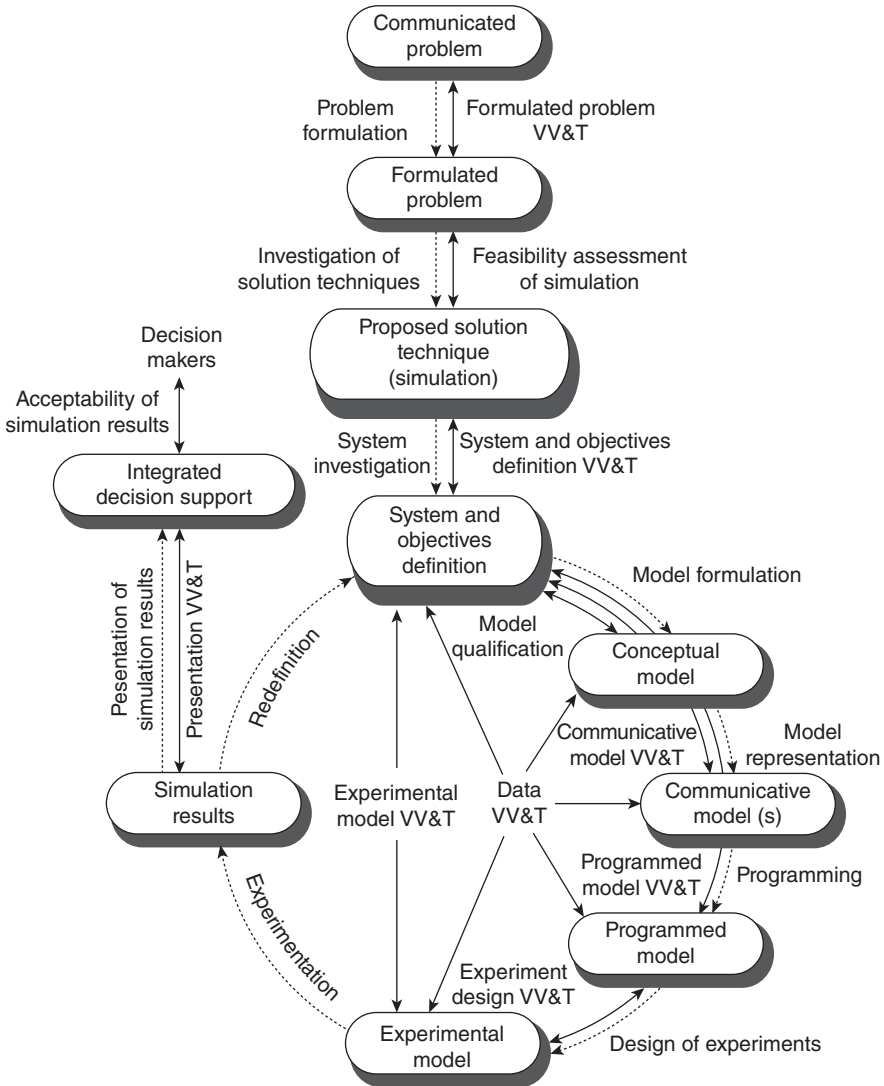 Communicated
problem
Problem
formulation
Formulated problem
VV&T
Formulated
problem
Investigation of
solution techniques
Feasibility assessment
of simulation
Proposed solution
technique
(simulation)
Decision
makers
Acceptability of
simulation results
System
investigation
System and objectives
definition VV&T
Integrated
decision support
System and
objectives
definition
Model formulation
Pesentation of
simulation results
Presentation VV&T
Redefinition
Model
qualification
Conceptual
model
Communicative
model VV&T
Model
representation
Simulation
results
Experimental
model VV&T
Data
VV&T
Communicative
model (s)
Programmed
model VV&T
Programming
Experimentation
Programmed
model
Experiment
design VV&T
Experimental
model
Design of experiments